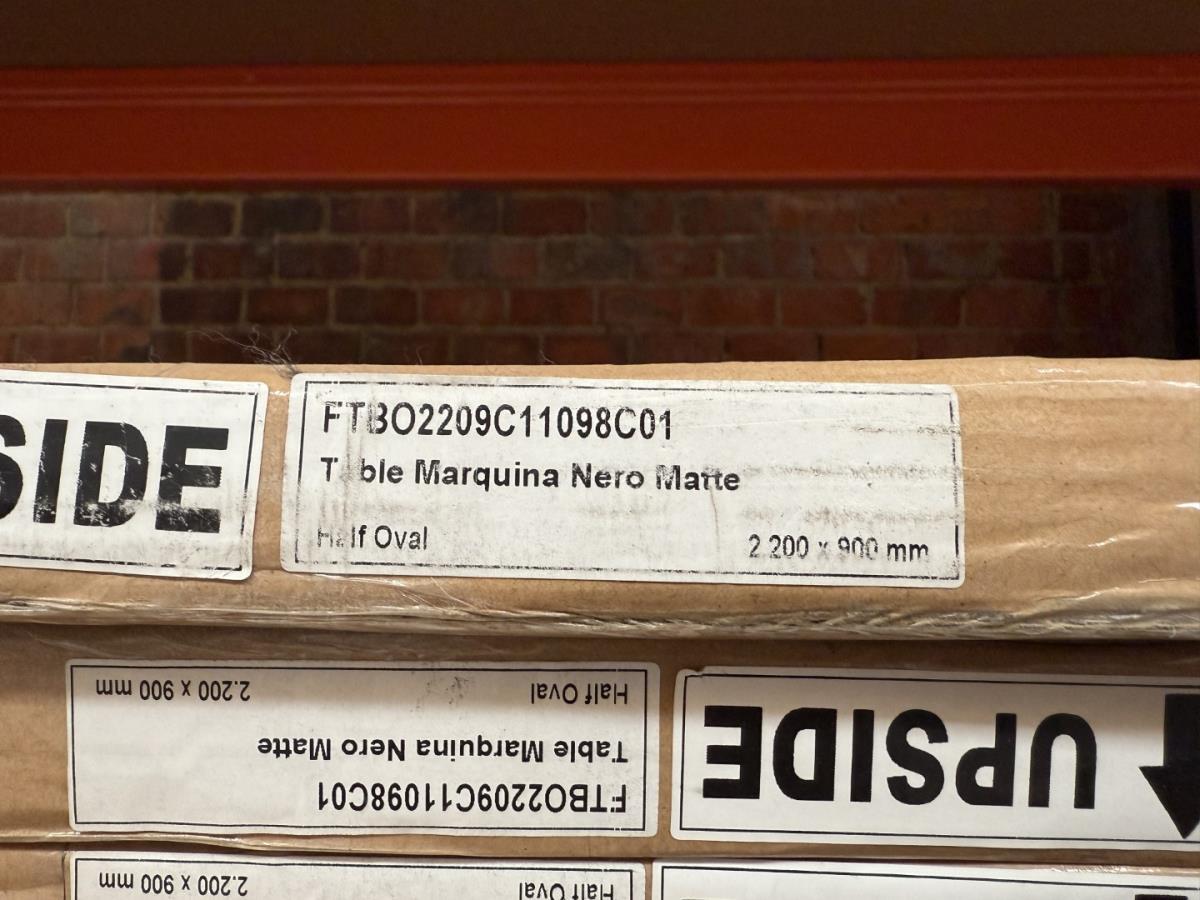 SIDE
FTBO2209C11098C01
Table Marquina Nero Matte
Half Oval 2.200 x 900 mm
FTBO2209C11098C01
Table Marquina Nero Matte
Half Oval 2.200 x 900 mm
UPSIDE
Half Oval 2.200 x 900 mm